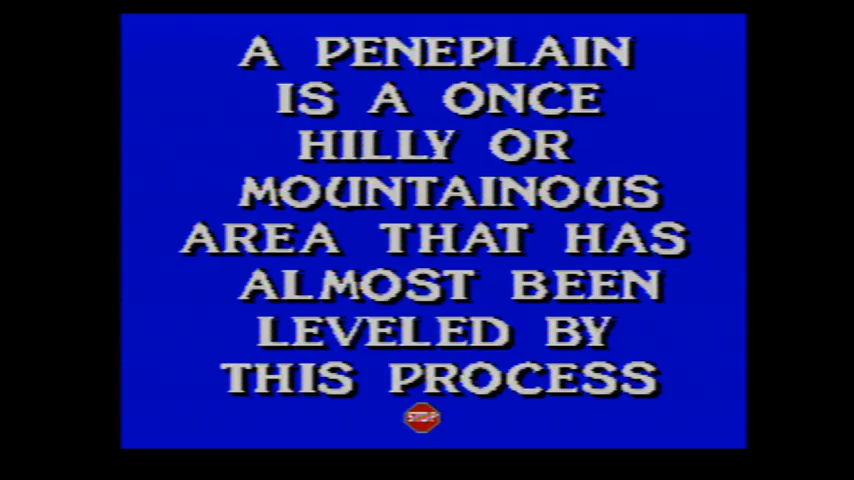 A PENEPLAIN
IS A ONCE
HILLY OR
MOUNTAINOUS
AREA THAT HAS
ALMOST BEEN
LEVELED BY
THIS PROCESS
STOP